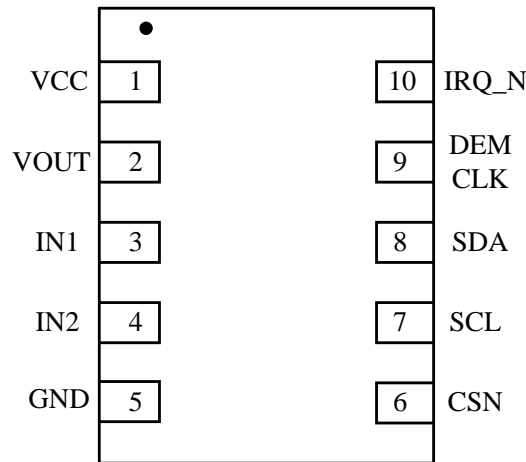 VCC 1 10 IRQ_N
VOUT 2 9 DEM
CLK
IN1 3 8 SDA
IN2 4 7 SCL
GND 5 6 CSN